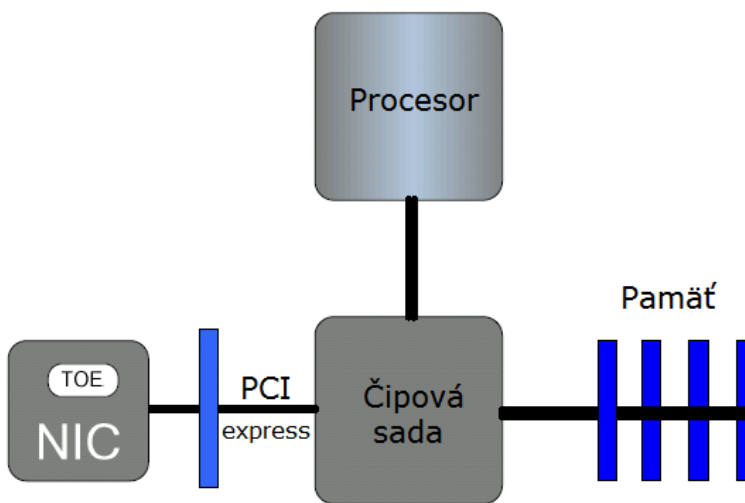 Procesor
Pamäť
TOE
NIC
PCI
express
Čipová
sada